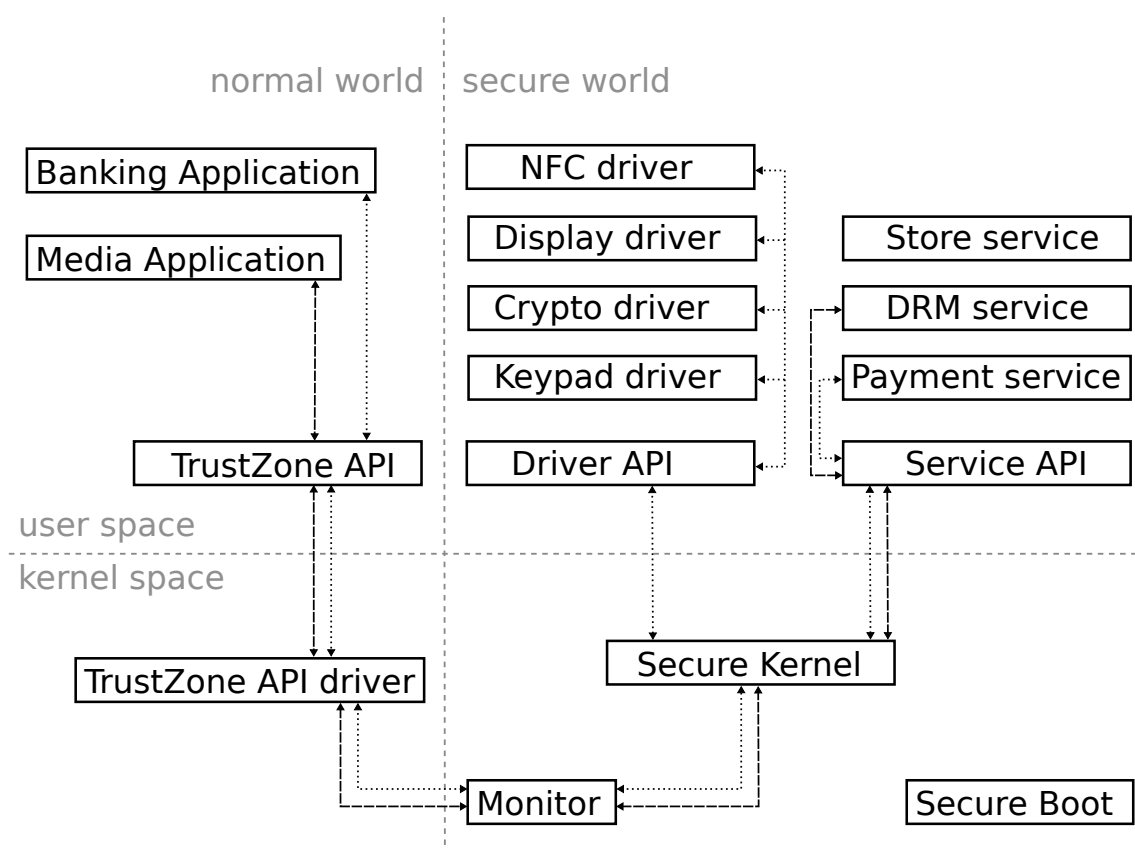 normal world
secure world
Banking Application
Media Application
TrustZone API
NFC driver
Display driver
Crypto driver
Keypad driver
Driver API
Store service
DRM service
Payment service
Service API
user space
kernel space
TrustZone API driver
Secure Kernel
Monitor
Secure Boot